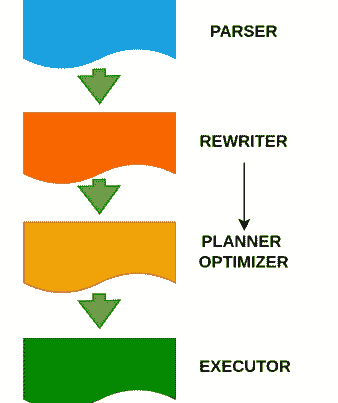 PARSER
REWRITER
PLANNER
OPTIMIZER
EXECUTOR